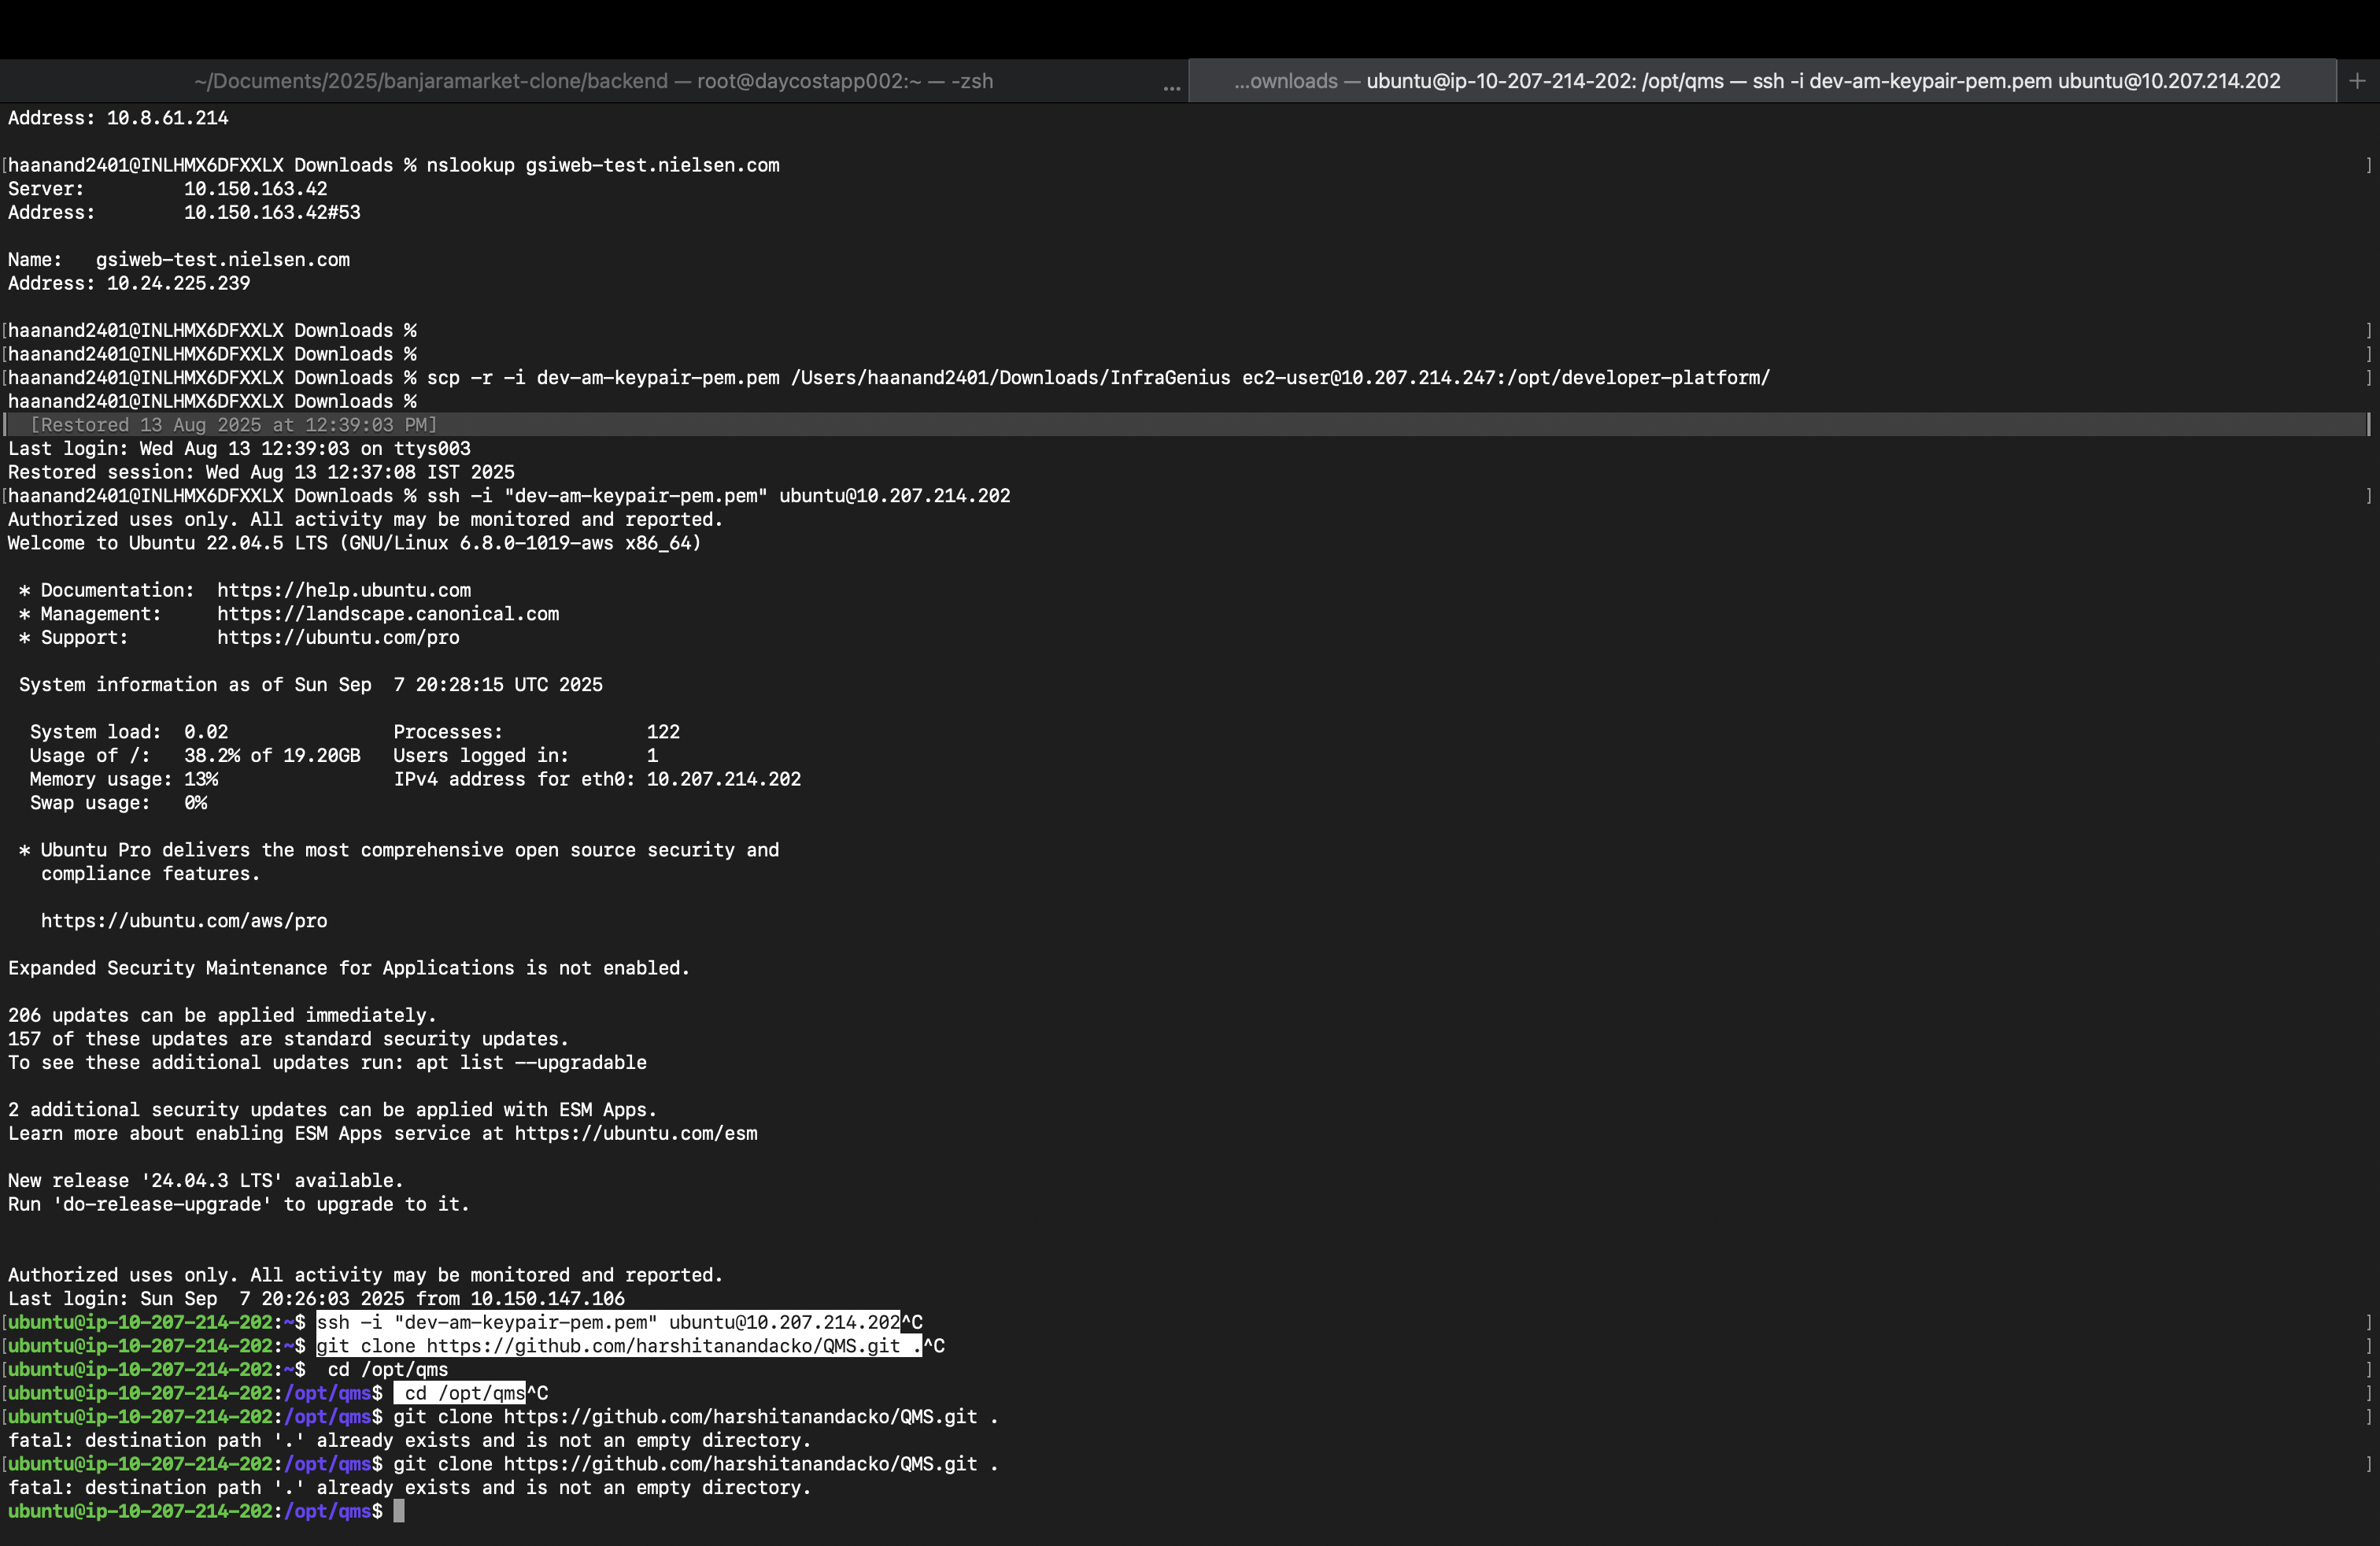 ~/Documents/2025/banjaramarket-clone/backend — root@daycostapp002:~ — -zsh
...
...ownloads — ubuntu@ip-10-207-214-202: /opt/qms — ssh -i dev-am-keypair-pem.pem ubuntu@10.207.214.202
+
Address: 10.8.61.214
[haanand2401@INLHMX6DFXXLX Downloads % nslookup gsiweb-test.nielsen.com ]
Server:         10.150.163.42
Address:        10.150.163.42#53
Name:   gsiweb-test.nielsen.com
Address: 10.24.225.239
[haanand2401@INLHMX6DFXXLX Downloads % ]
[haanand2401@INLHMX6DFXXLX Downloads % ]
[haanand2401@INLHMX6DFXXLX Downloads % scp -r -i dev-am-keypair-pem.pem /Users/haanand2401/Downloads/InfraGenius ec2-user@10.207.214.247:/opt/developer-platform/ ]
haanand2401@INLHMX6DFXXLX Downloads %
[Restored 13 Aug 2025 at 12:39:03 PM]
Last login: Wed Aug 13 12:39:03 on ttys003
Restored session: Wed Aug 13 12:37:08 IST 2025
[haanand2401@INLHMX6DFXXLX Downloads % ssh -i "dev-am-keypair-pem.pem" ubuntu@10.207.214.202 ]
Authorized uses only. All activity may be monitored and reported.
Welcome to Ubuntu 22.04.5 LTS (GNU/Linux 6.8.0-1019-aws x86_64)
* Documentation:  https://help.ubuntu.com
* Management:     https://landscape.canonical.com
* Support:        https://ubuntu.com/pro
System information as of Sun Sep  7 20:28:15 UTC 2025
System load:  0.02               Processes:             122
Usage of /:   38.2% of 19.20GB   Users logged in:       1
Memory usage: 13%                IPv4 address for eth0: 10.207.214.202
Swap usage:   0%
* Ubuntu Pro delivers the most comprehensive open source security and
compliance features.
https://ubuntu.com/aws/pro
Expanded Security Maintenance for Applications is not enabled.
206 updates can be applied immediately.
157 of these updates are standard security updates.
To see these additional updates run: apt list --upgradable
2 additional security updates can be applied with ESM Apps.
Learn more about enabling ESM Apps service at https://ubuntu.com/esm
New release '24.04.3 LTS' available.
Run 'do-release-upgrade' to upgrade to it.
Authorized uses only. All activity may be monitored and reported.
Last login: Sun Sep  7 20:26:03 2025 from 10.150.147.106
[ubuntu@ip-10-207-214-202:~$ ssh -i "dev-am-keypair-pem.pem" ubuntu@10.207.214.202^C ]
[ubuntu@ip-10-207-214-202:~$ git clone https://github.com/harshitanandacko/QMS.git .^C ]
[ubuntu@ip-10-207-214-202:~$  cd /opt/qms ]
[ubuntu@ip-10-207-214-202:/opt/qms$  cd /opt/qms^C ]
[ubuntu@ip-10-207-214-202:/opt/qms$ git clone https://github.com/harshitanandacko/QMS.git . ]
fatal: destination path '.' already exists and is not an empty directory.
[ubuntu@ip-10-207-214-202:/opt/qms$ git clone https://github.com/harshitanandacko/QMS.git . ]
fatal: destination path '.' already exists and is not an empty directory.
ubuntu@ip-10-207-214-202:/opt/qms$